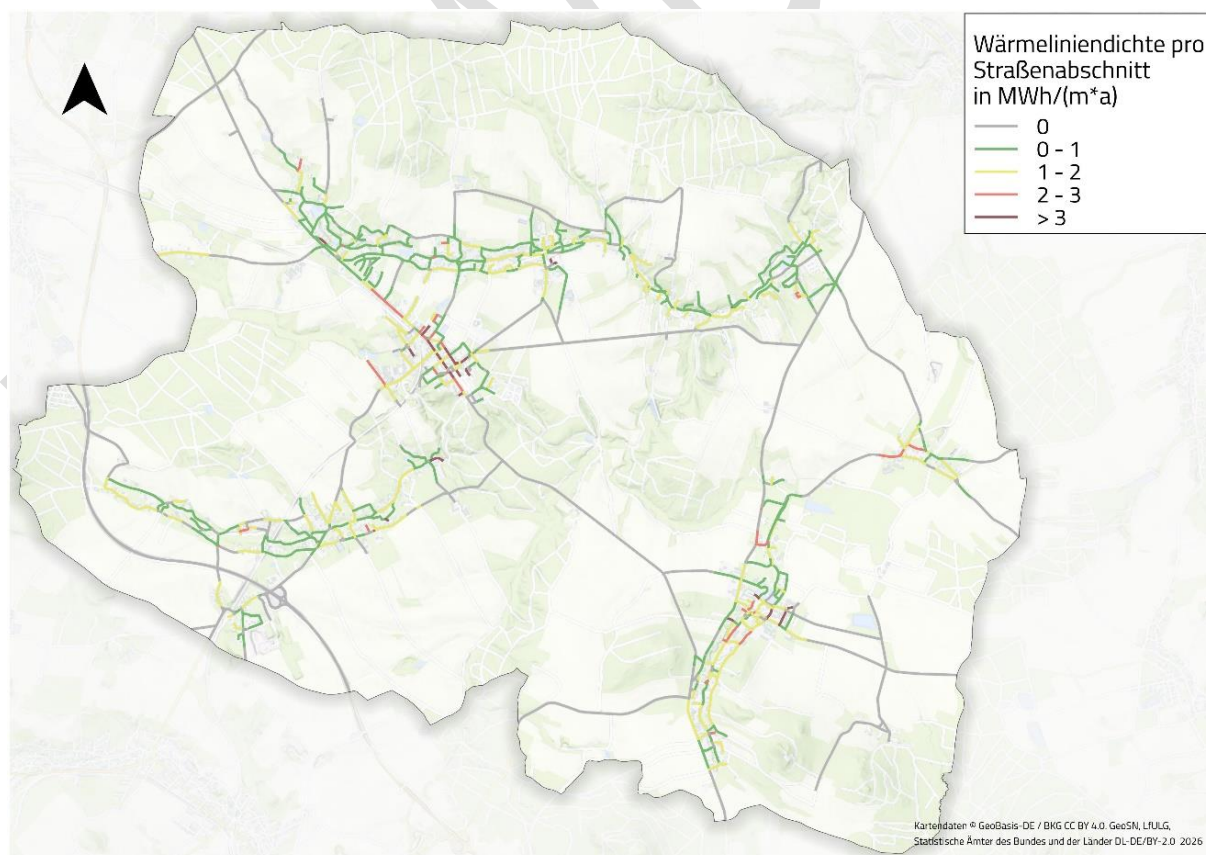 Wärmeliniendichte pro
Straßenabschnitt
in MWh/(m*a)
0
0 - 1
1 - 2
2 - 3
> 3
Kartendaten © GeoBasis-DE / BKG CC BY 4.0. GeoSN, LfULG,
Statistische Ämter des Bundes und der Länder DL-DE/BY-2.0 2026